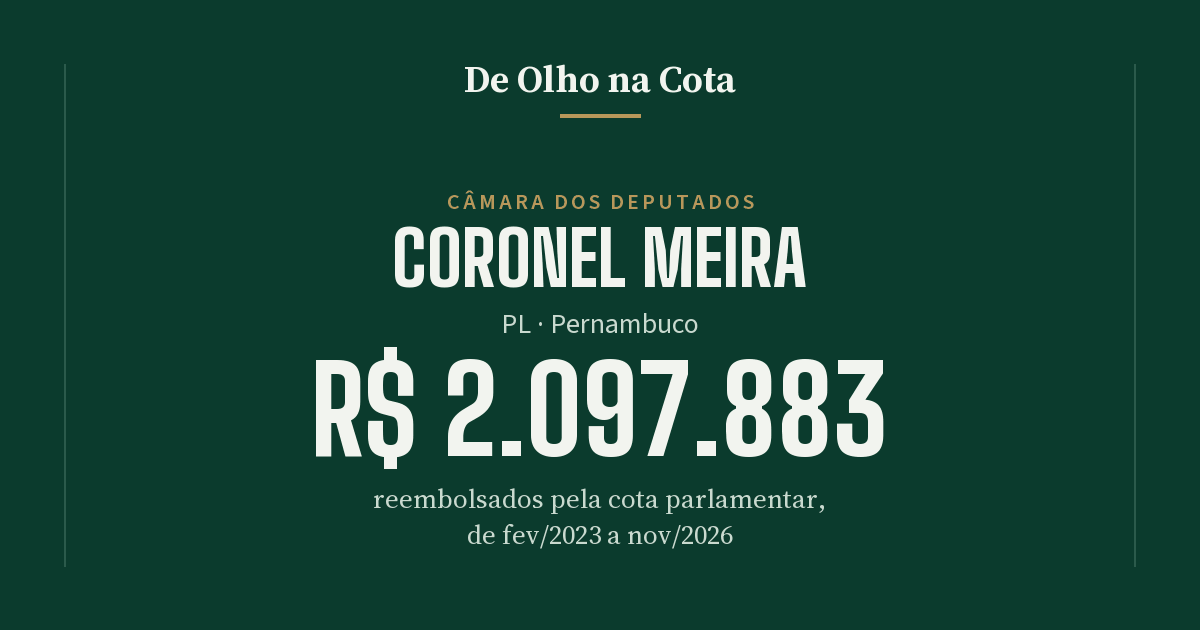 De Olho na Cota
CÂMARA DOS DEPUTADOS
CORONEL MEIRA
PL · Pernambuco
R$ 2.097.883
reembolsados pela cota parlamentar,
de fev/2023 a nov/2026